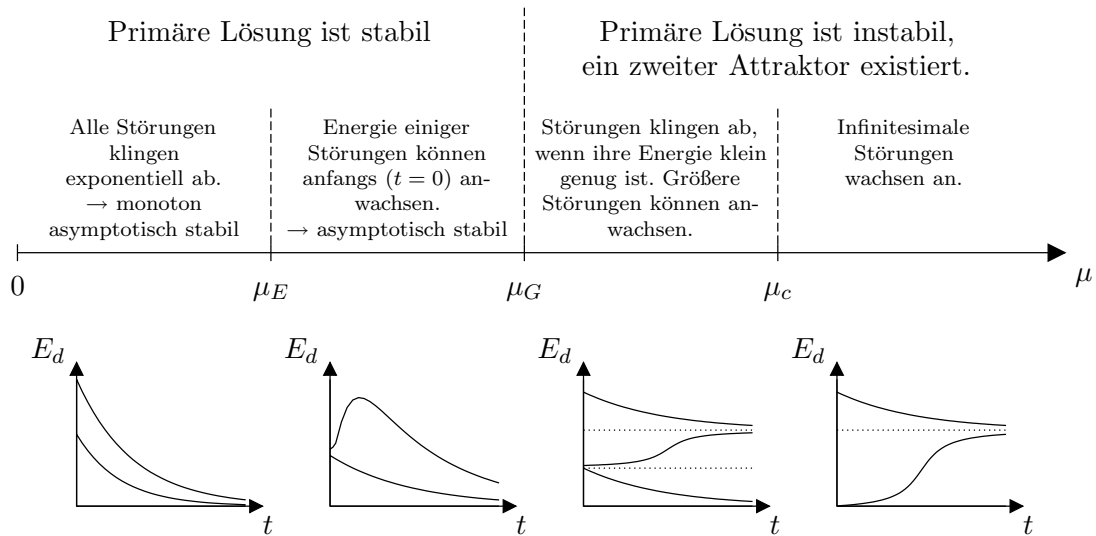 Primäre Lösung ist stabil
Primäre Lösung ist instabil,
ein zweiter Attraktor existiert.
Alle Störungen
klingen
exponentiell ab.
→ monoton
asymptotisch stabil
Energie einiger
Störungen können
anfangs (t = 0) an-
wachsen.
→ asymptotisch stabil
Störungen klingen ab,
wenn ihre Energie klein
genug ist. Größere
Störungen können an-
wachsen.
Infinitesimale
Störungen
wachsen an.
0
μ_E
μ_G
μ_c
μ
E_d
t
E_d
t
E_d
t
E_d
t